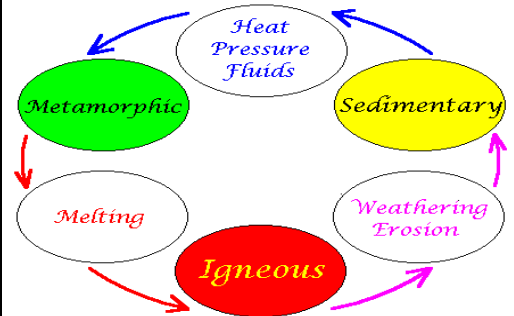 Heat
Pressure
Fluids
Metamorphic
Sedimentary
Melting
Weathering
Erosion
Igneous